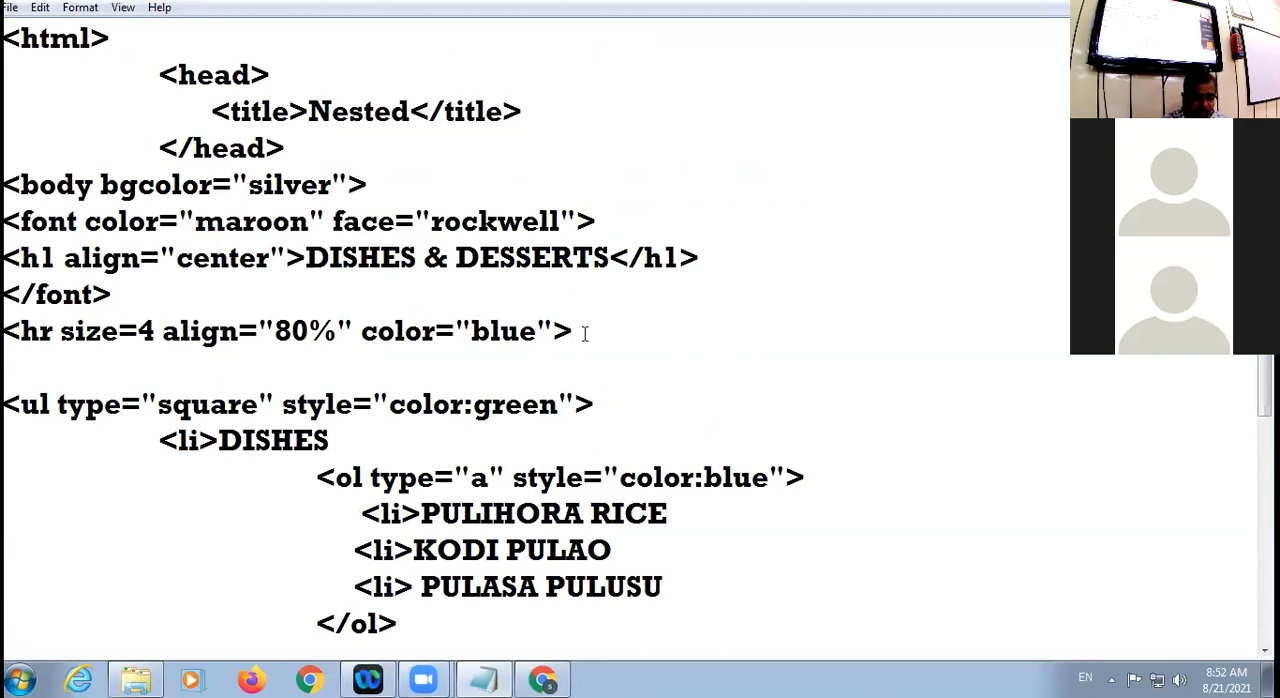 File Edit Format View Help
<html>
<head>
<title>Nested</title>
</head>
<body bgcolor="silver">
<font color="maroon" face="rockwell">
<h1 align="center">DISHES & DESSERTS</h1>
</font>
<hr size=4 align="80%" color="blue">
<ul type="square" style="color:green">
<li>DISHES
<ol type="a" style="color:blue">
<li>PULIHORA RICE
<li>KODI PULAO
<li> PULASA PULUSU
</ol>
EN
8:52 AM
8/21/2021